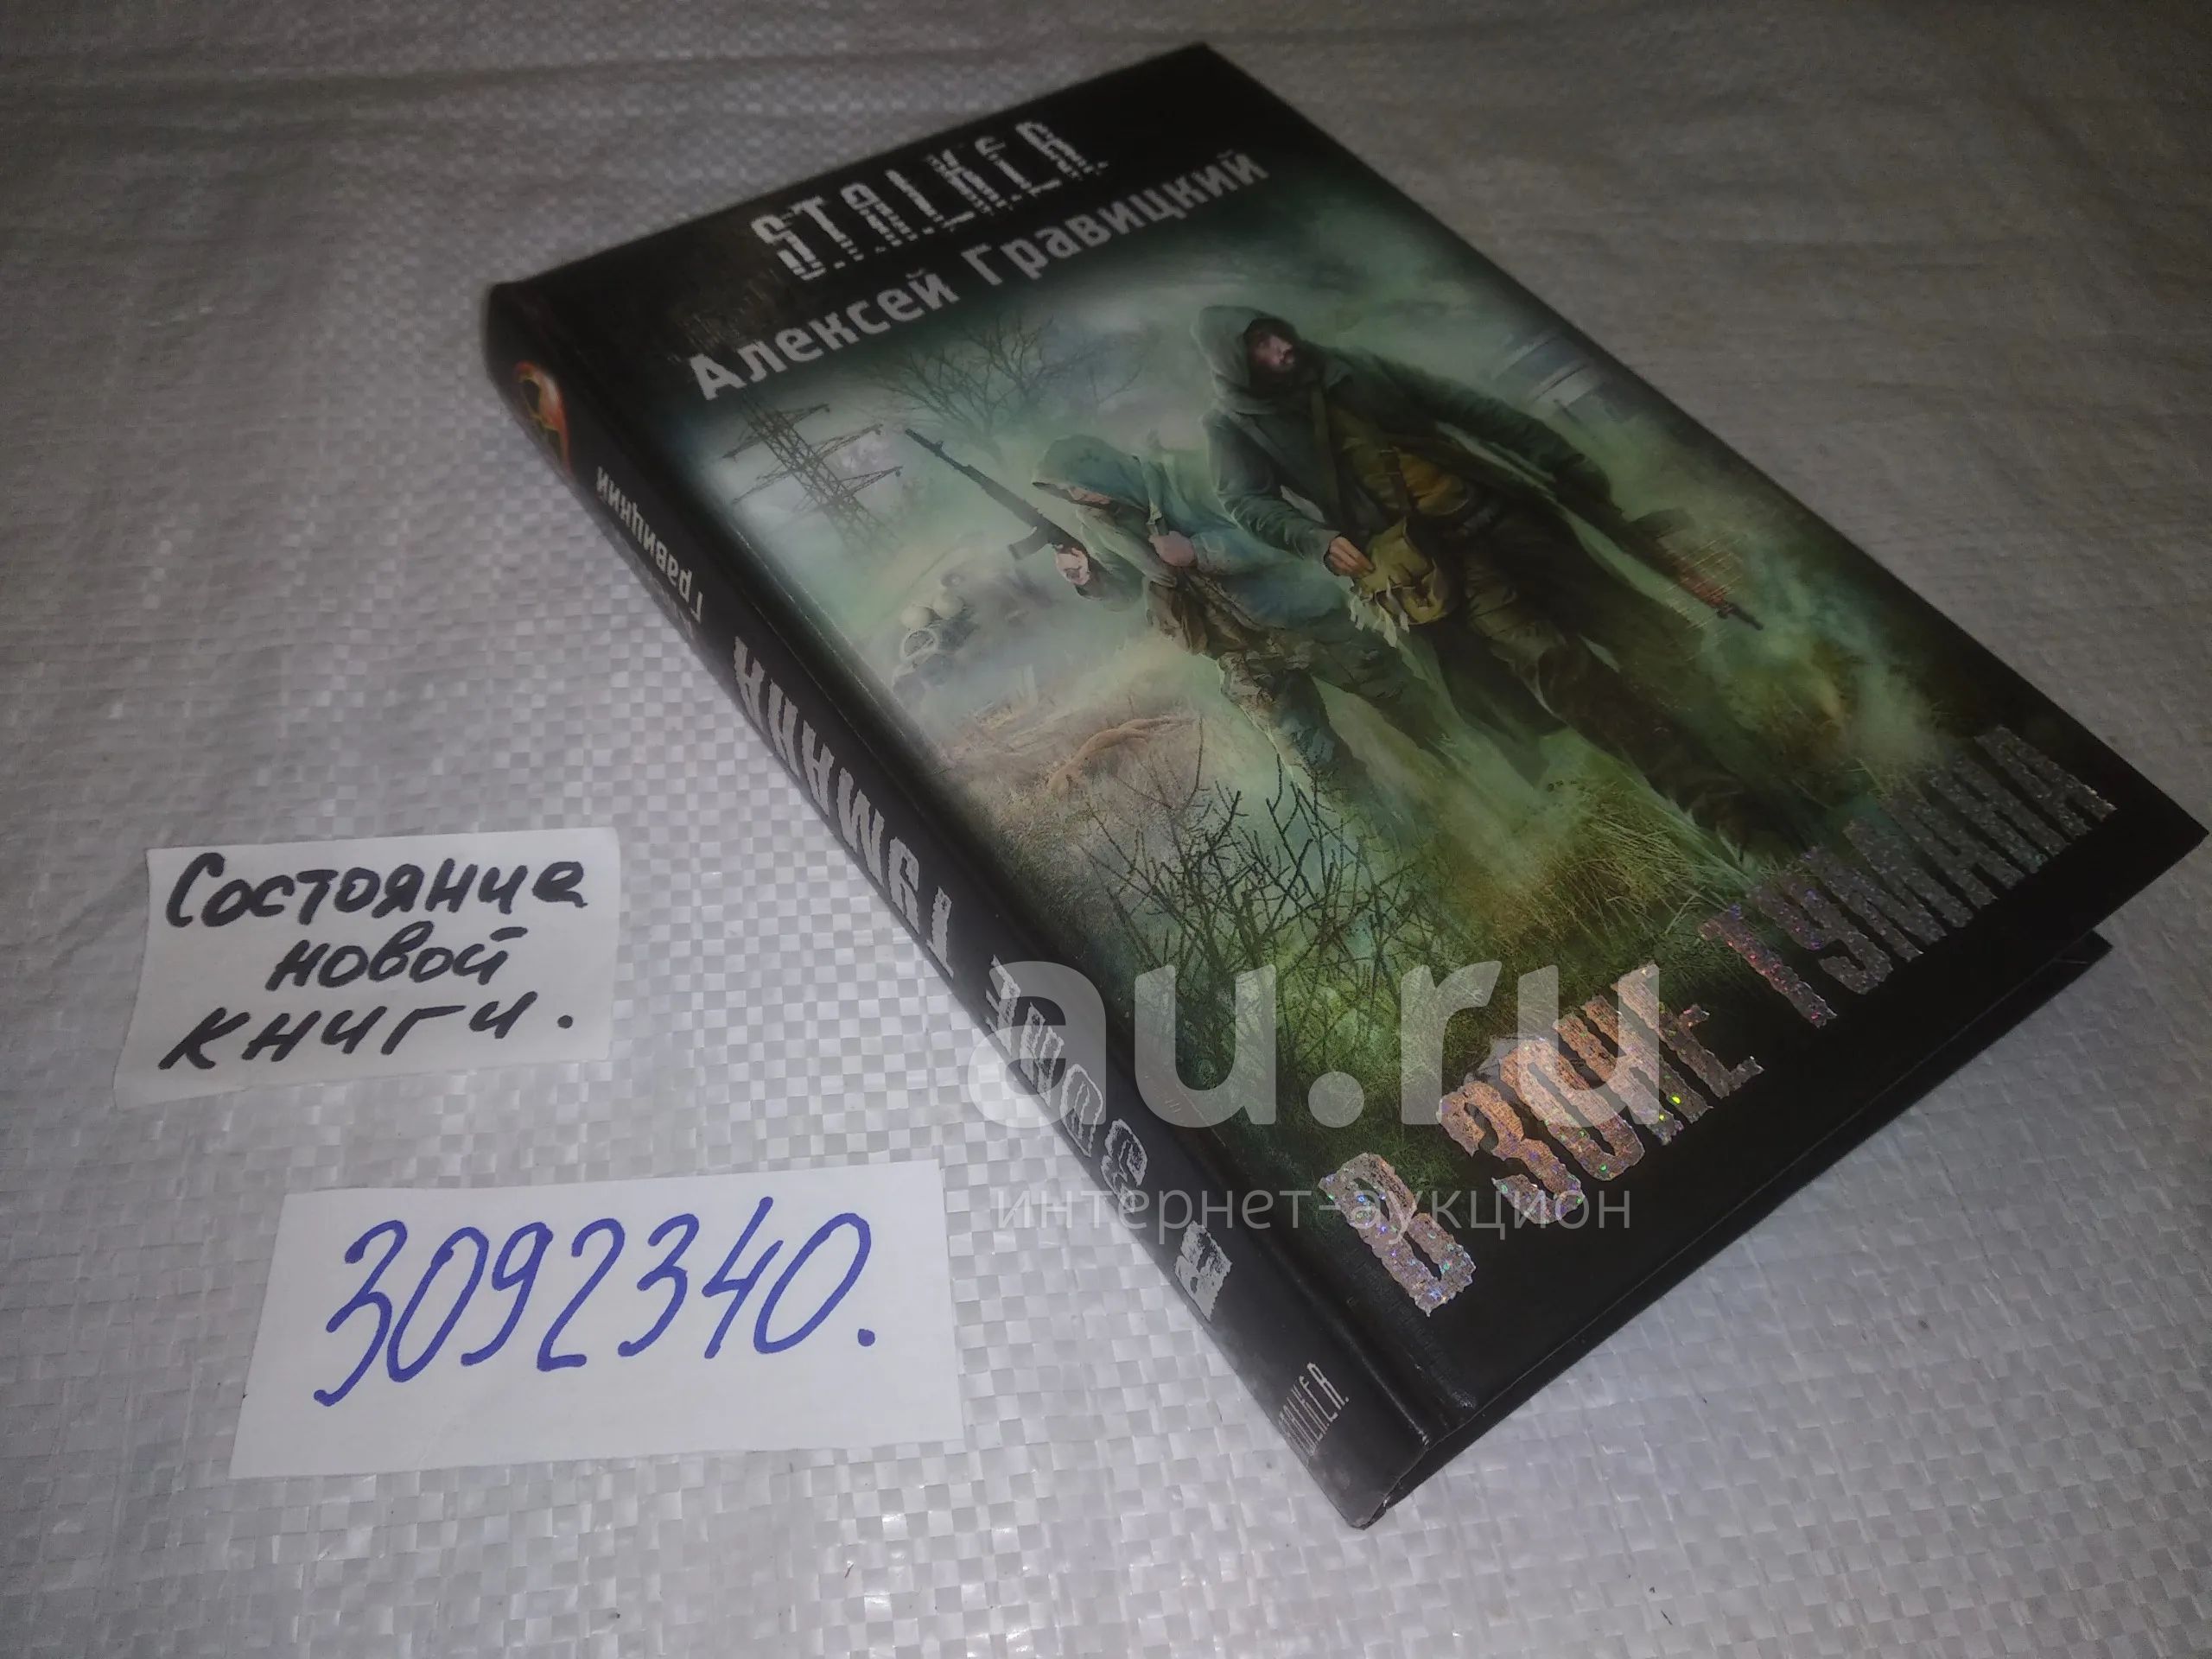 S.T.A.L.K.E.R.
Алексей Гравицкий
В ЗОНЕ ТУМАНА
Гравицкий
В ЗОНЕ ТУМАНА
S.T.A.L.K.E.R.
Состояние
новой
книги.
3092340.
au.ru
интернет-аукцион